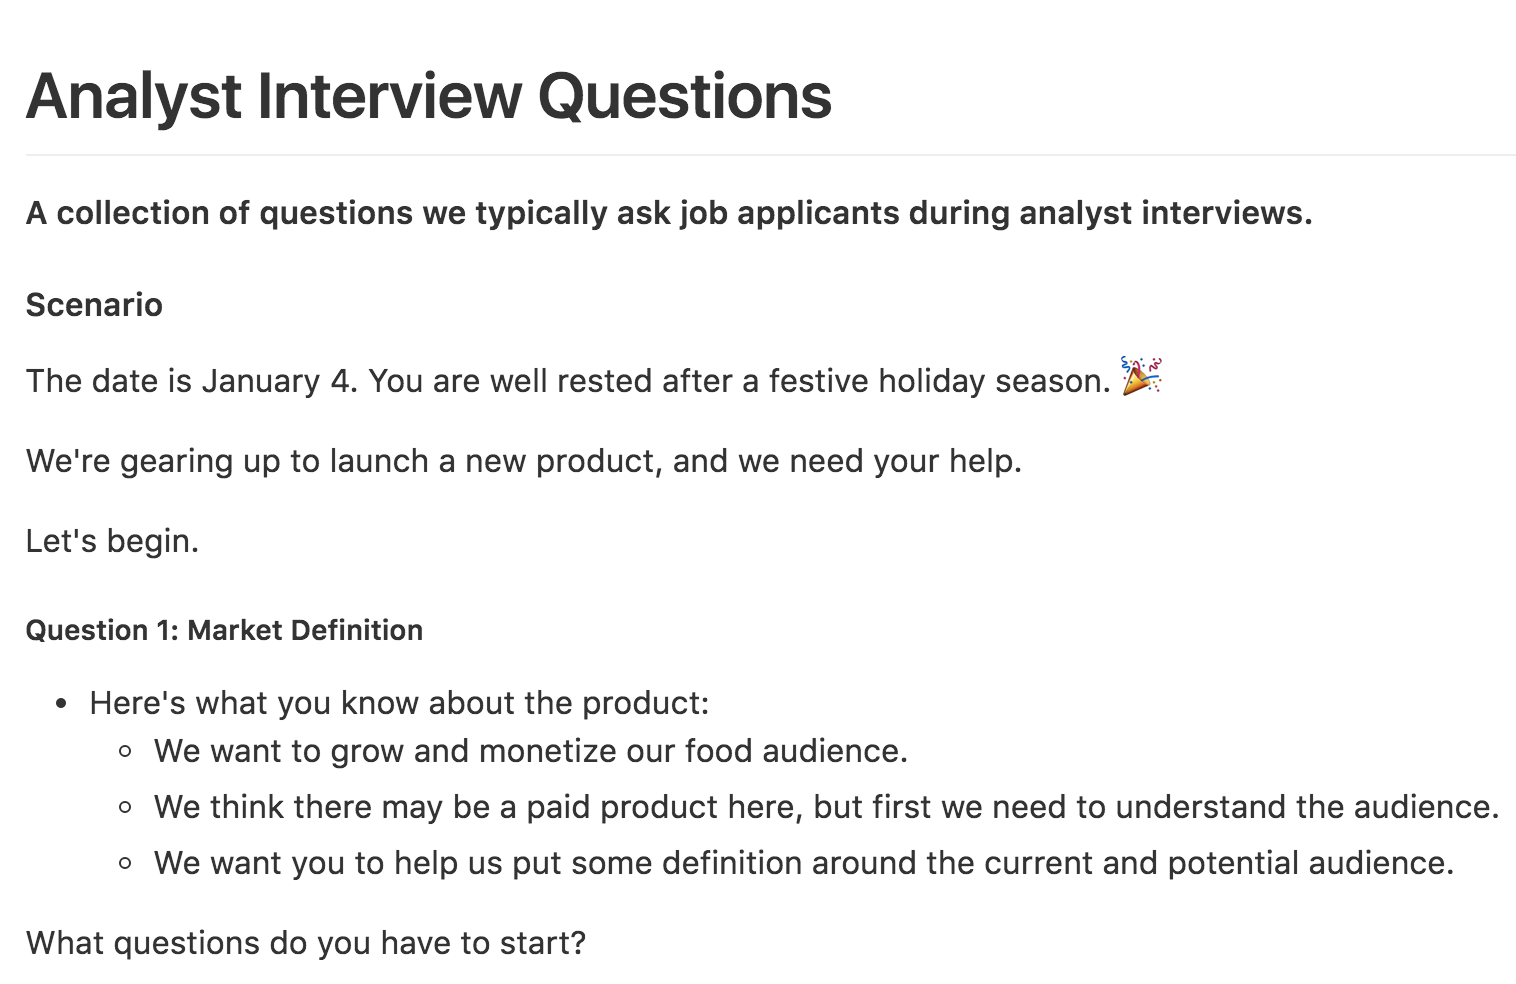 Analyst Interview Questions
A collection of questions we typically ask job applicants during analyst interviews.
Scenario
The date is January 4. You are well rested after a festive holiday season. 🎉
We're gearing up to launch a new product, and we need your help.
Let's begin.
Question 1: Market Definition
• Here's what you know about the product:
◦ We want to grow and monetize our food audience.
◦ We think there may be a paid product here, but first we need to understand the audience.
◦ We want you to help us put some definition around the current and potential audience.
What questions do you have to start?